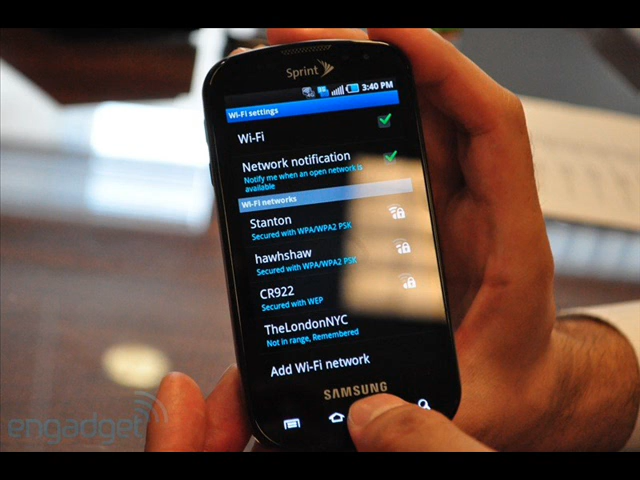 Sprint
3:40 PM
Wi-Fi settings
Wi-Fi
Network notification
Notify me when an open network is
available
Wi-Fi networks
Stanton
Secured with WPA/WPA2 PSK
hawhshaw
Secured with WPA/WPA2 PSK
CR922
Secured with WEP
TheLondonNYC
Not in range, Remembered
Add Wi-Fi network
SAMSUNG
engadget